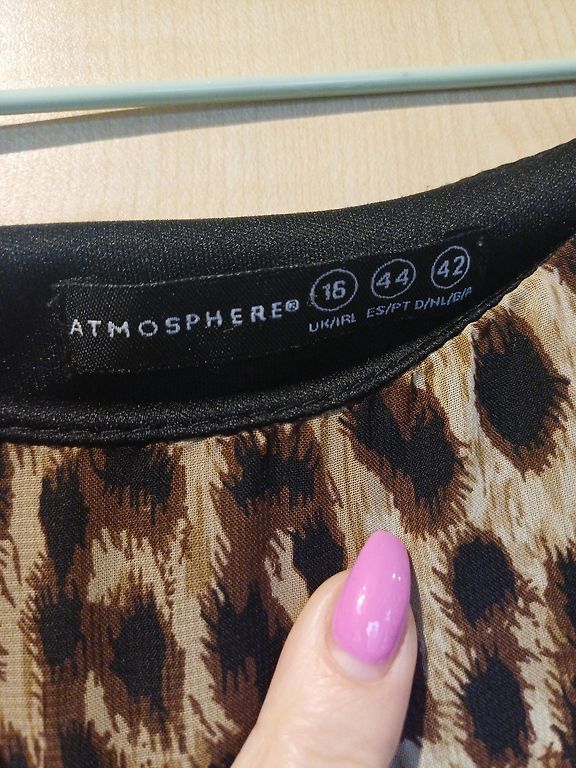 ATMOSPHERE® 16 44 42
UK/IRL ES/PT D/NL/B/A